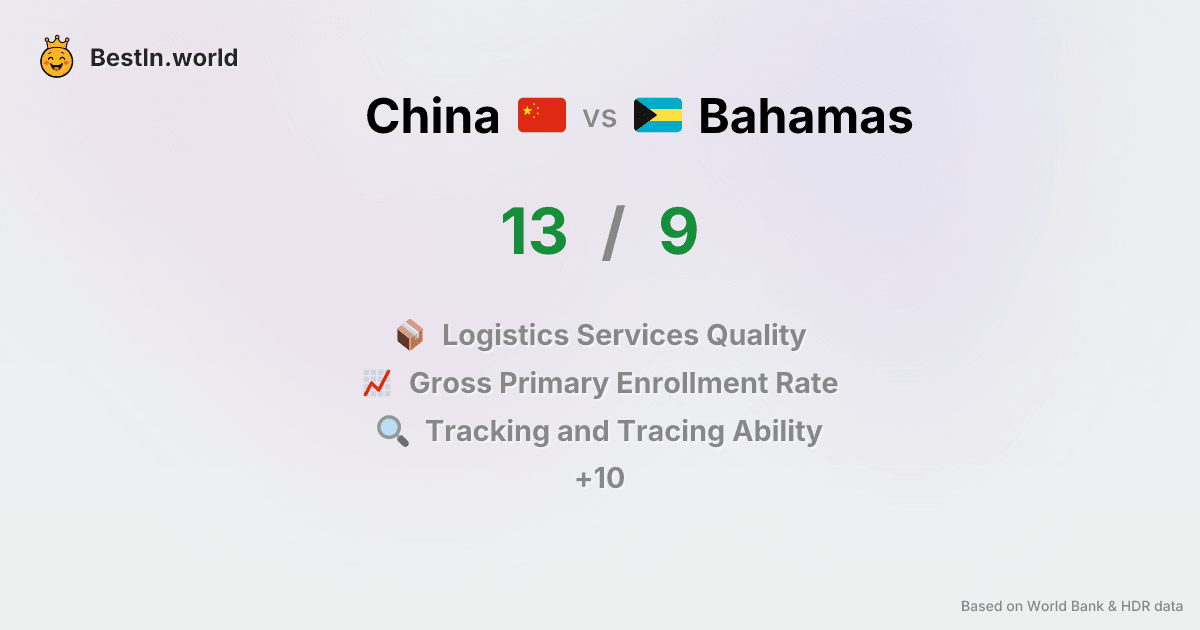 BestIn.world
China vs Bahamas
13 / 9
Logistics Services Quality
Gross Primary Enrollment Rate
Tracking and Tracing Ability
+10
Based on World Bank & HDR data